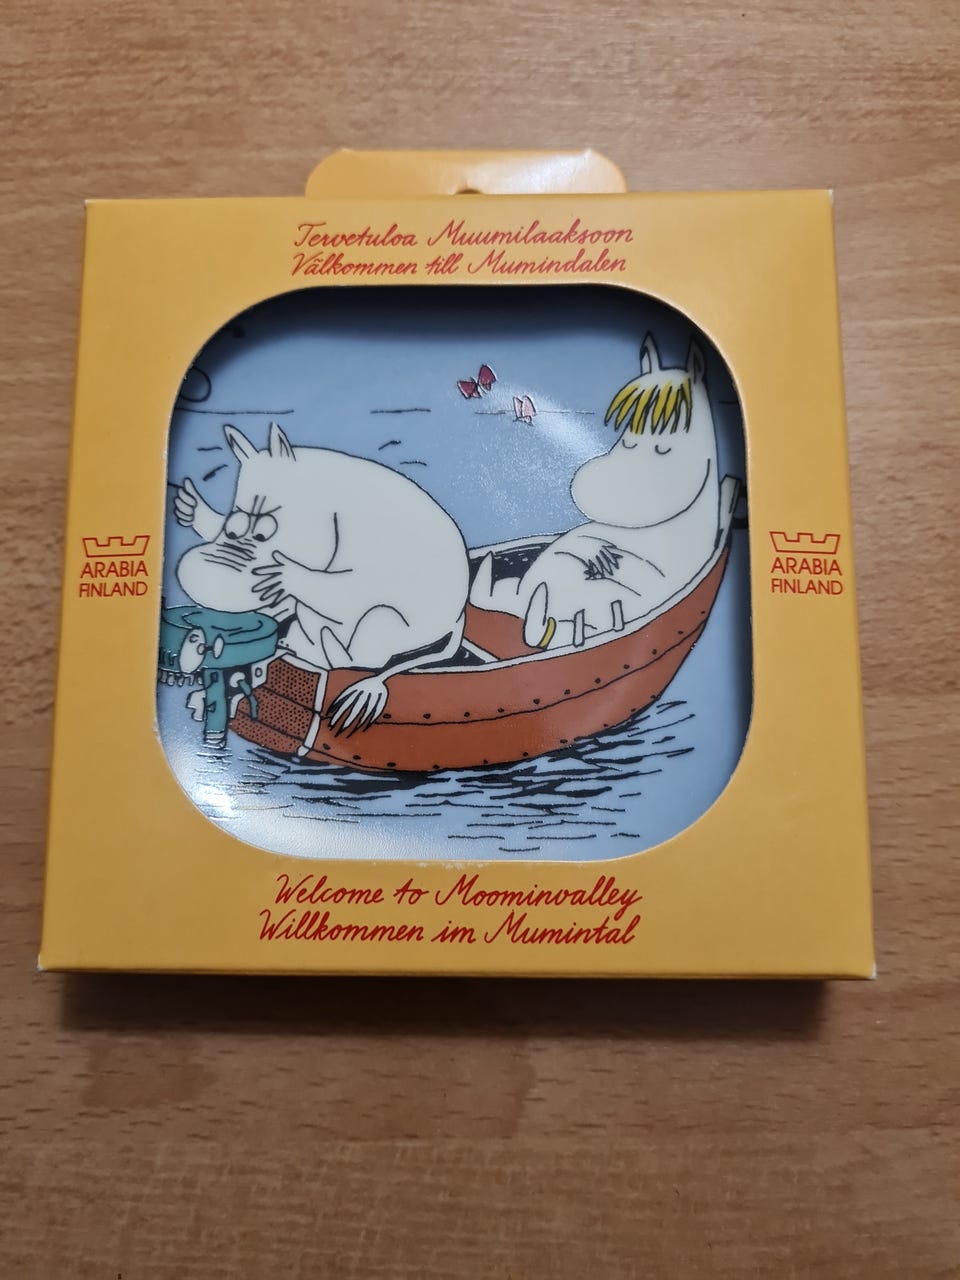 Tervetuloa Muumilaaksoon
Välkommen till Mumindalen
ARABIA
FINLAND
ARABIA
FINLAND
Welcome to Moominvalley
Willkommen im Mumintal